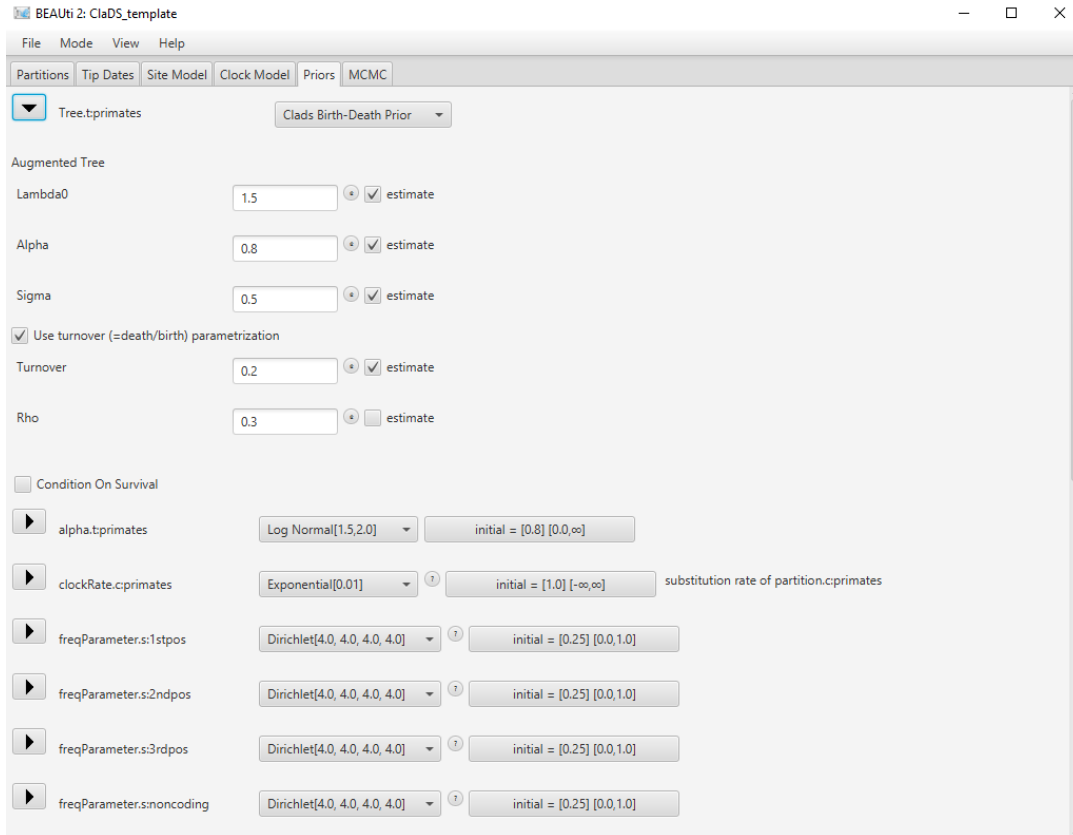 BEAUti 2: ClaDS_template
File Mode View Help
Partitions Tip Dates Site Model Clock Model Priors MCMC
Tree.t:primates Clads Birth-Death Prior
Augmented Tree
Lambda0 1.5 e estimate
Alpha 0.8 e estimate
Sigma 0.5 e estimate
Use turnover (=death/birth) parametrization
Turnover 0.2 e estimate
Rho 0.3 e estimate
Condition On Survival
alpha.t:primates Log Normal[1.5,2.0] initial = [0.8] [0.0,∞]
clockRate.c:primates Exponential[0.01] ? initial = [1.0] [-∞,∞] substitution rate of partition.c:primates
freqParameter.s:1stpos Dirichlet[4.0, 4.0, 4.0, 4.0] ? initial = [0.25] [0.0,1.0]
freqParameter.s:2ndpos Dirichlet[4.0, 4.0, 4.0, 4.0] ? initial = [0.25] [0.0,1.0]
freqParameter.s:3rdpos Dirichlet[4.0, 4.0, 4.0, 4.0] ? initial = [0.25] [0.0,1.0]
freqParameter.s:noncoding Dirichlet[4.0, 4.0, 4.0, 4.0] ? initial = [0.25] [0.0,1.0]